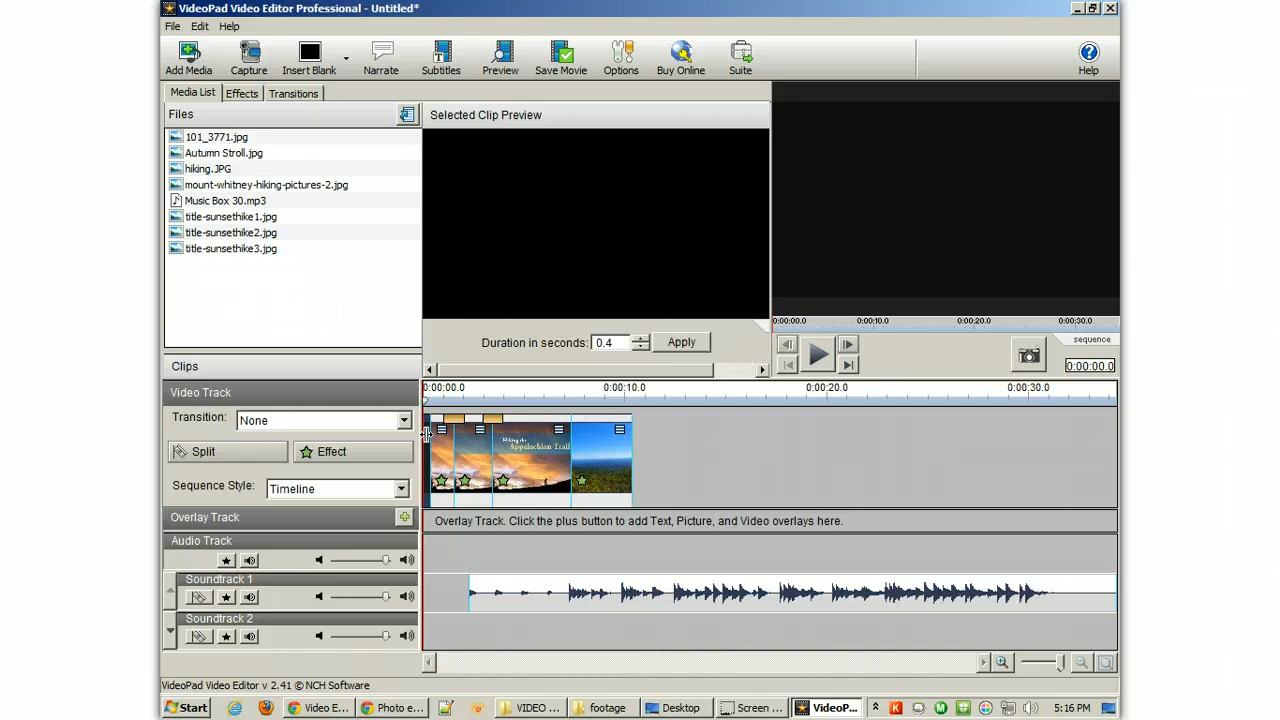 VideoPad Video Editor Professional - Untitled*
File Edit Help
Add Media Capture Insert Blank Narrate Subtitles Preview Save Movie Options Buy Online Suite Help
Media List Effects Transitions
Files
Selected Clip Preview
101_3771.jpg
Autumn Stroll.jpg
hiking.JPG
mount-whitney-hiking-pictures-2.jpg
Music Box 30.mp3
title-sunsethike1.jpg
title-sunsethike2.jpg
title-sunsethike3.jpg
0:00:00.0 0:00:10.0 0:00:20.0 0:00:30.0
Duration in seconds: 0.4 Apply
sequence
0:00:00.0
Clips
Video Track
0:00:00.0 0:00:10.0 0:00:20.0 0:00:30.0
Transition: None
Split Effect
Hiking the
Appalachian Trail
Sequence Style: Timeline
Overlay Track
Overlay Track. Click the plus button to add Text, Picture, and Video overlays here.
Audio Track
Soundtrack 1
Soundtrack 2
VideoPad Video Editor v 2.41 © NCH Software
Start Video E... Photo e... VIDEO ... footage Desktop Screen ... VideoP... 5:16 PM